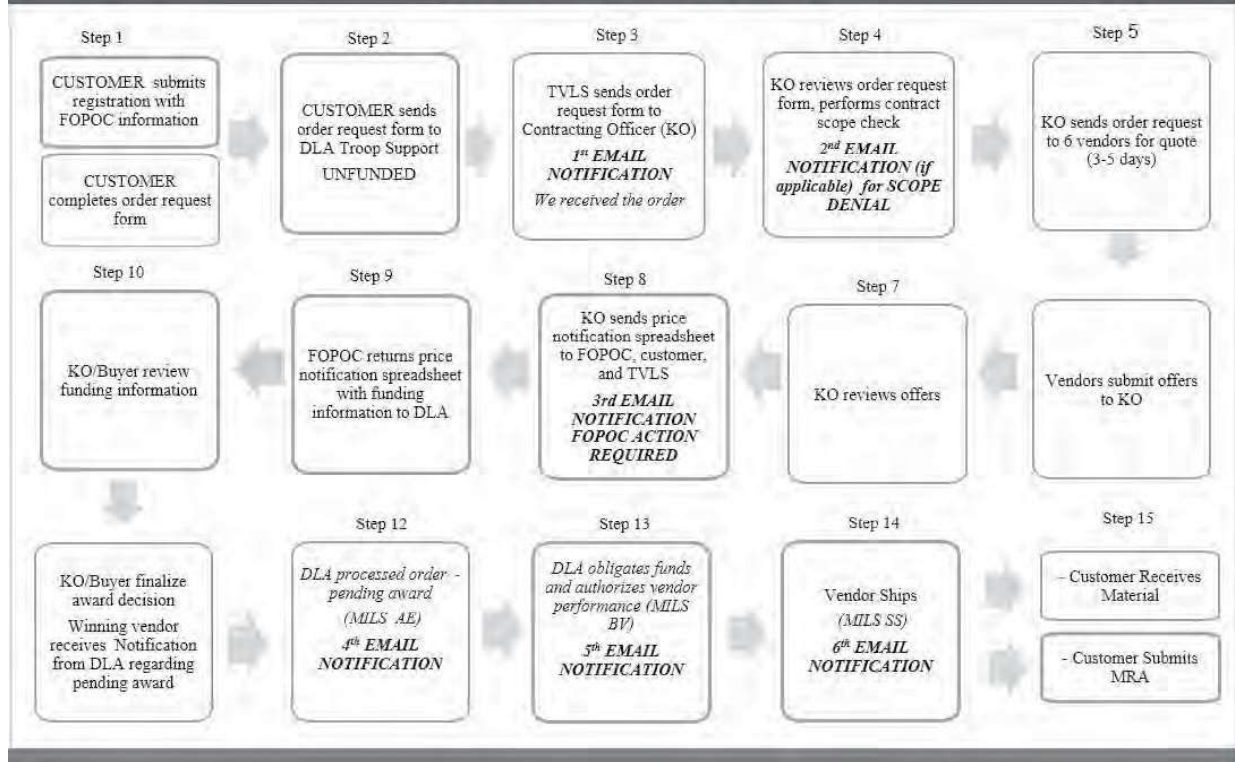 Step 1
CUSTOMER submits
registration with
FOPOC information
CUSTOMER
completes order request
form
Step 2
CUSTOMER sends
order request form to
DLA Troop Support
UNFUNDED
Step 3
TVLS sends order
request form to
Contracting Officer (KO)
1st EMAIL
NOTIFICATION
We received the order
Step 4
KO reviews order request
form, performs contract
scope check
2nd EMAIL
NOTIFICATION (if
applicable) for SCOPE
DENIAL
Step 5
KO sends order request
to 6 vendors for quote
(3-5 days)
Vendors submit offers
to KO
Step 7
KO reviews offers
Step 8
KO sends price
notification spreadsheet
to FOPOC, customer,
and TVLS
3rd EMAIL
NOTIFICATION
FOPOC ACTION
REQUIRED
Step 9
FOPOC returns price
notification spreadsheet
with funding
information to DLA
Step 10
KO/Buyer review
funding information
KO/Buyer finalize
award decision
Winning vendor
receives Notification
from DLA regarding
pending award
Step 12
DLA processed order -
pending award
(MILS AE)
4th EMAIL
NOTIFICATION
Step 13
DLA obligates funds
and authorizes vendor
performance (MILS
BV)
5th EMAIL
NOTIFICATION
Step 14
Vendor Ships
(MILS SS)
6th EMAIL
NOTIFICATION
Step 15
- Customer Receives
Material
- Customer Submits
MRA